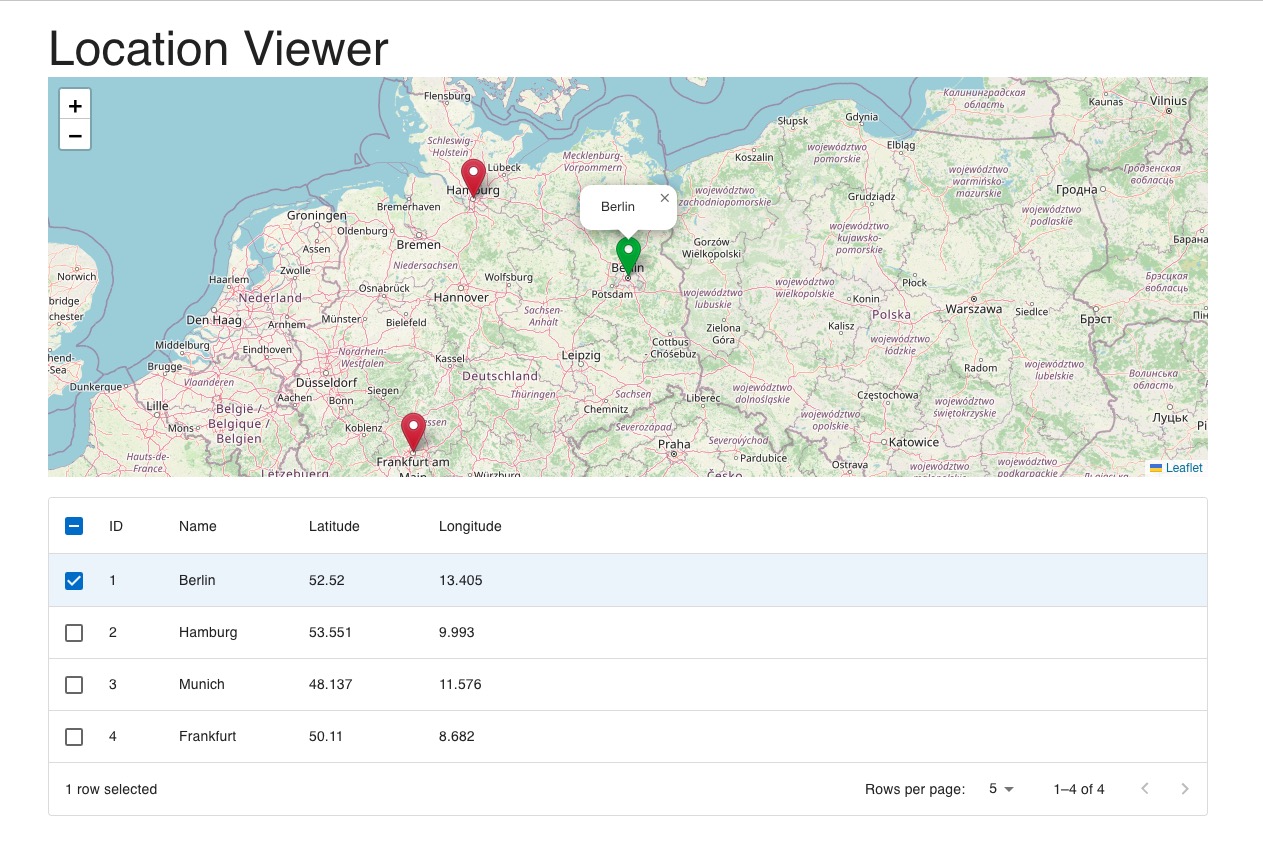 Location Viewer
+
−
Flensburg
Калининградская
область
Kaunas
Vilnius
Słupsk
Gdynia
Schleswig-
Holstein
Lübeck
Mecklenburg-
Vorpommern
Koszalin
województwo
pomorskie
Elbląg
Hamburg
Berlin
×
województwo
zachodniopomorskie
Grudziądz
województwo
warmińsko-
mazurskie
Гродна
Гродзенская
вобласць
Bremerhaven
Groningen
Oldenburg
Bremen
Assen
województwo
podlaskie
województwo
kujawsko-
pomorskie
Gorzów
Wielkopolski
Барана
Norwich
Haarlem
Zwolle
Niedersachsen
Wolfsburg
Berlin
Potsdam
Płock
Брэсцкая
вобласць
bridge
chester
Nederland
Osnabrück
Hannover
województwo
lubuskie
województwo
wielkopolskie
Konin
Warszawa
Siedlce
Брэст
Пін
Den Haag
Arnhem
Münster
Bielefeld
Sachsen-
Anhalt
Polska
Kalisz
Zielona
Góra
Middelburg
Eindhoven
Nordrhein-
Westfalen
Kassel
Leipzig
Cottbus
- Chóśebuz
województwo
łódzkie
hend-
-Sea
Brugge
Deutschland
Radom
województwo
lubelskie
Валинська
область
Dunkerque
Vlaanderen
Düsseldorf
Aachen
Bonn
Siegen
Thüringen
Sachsen
Liberec
województwo
dolnośląskie
Częstochowa
województwo
świętokrzyskie
Lille
België /
Belgique /
Belgien
Chemnitz
województwo
opolskie
Луцьк
Рі
Mons
Koblenz
ssen
Severozápad
Praha
Severovýchod
Katowice
Hauts-de-
France
Frankfurt am
Main
Würzburg
Lëtzebuerg
Pardubice
Česko
Ostrava
województwo
województwo
podkarpackie
Leaflet
ID Name Latitude Longitude
1 Berlin 52.52 13.405
2 Hamburg 53.551 9.993
3 Munich 48.137 11.576
4 Frankfurt 50.11 8.682
1 row selected Rows per page: 5 1–4 of 4